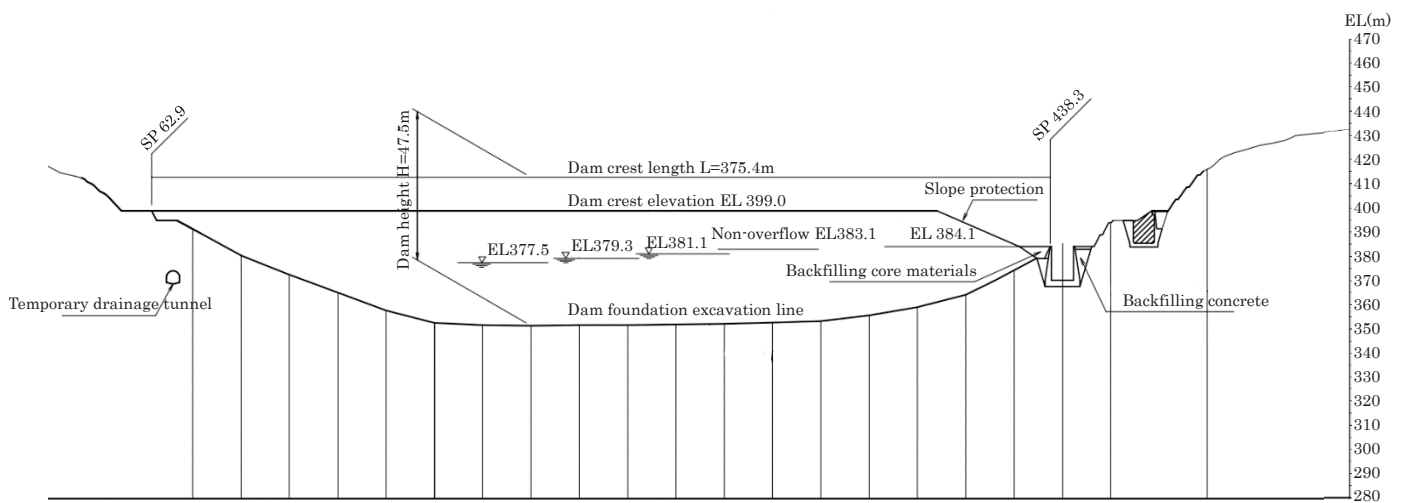 EL(m)
470
460
450
440
430
420
410
400
390
380
370
360
350
340
330
320
310
300
290
280
SP 62.9
SP 438.3
Dam height H=47.5m
Dam crest length L=375.4m
Slope protection
Dam crest elevation EL 399.0
Non-overflow EL383.1
EL 384.1
EL377.5
EL379.3
EL381.1
Backfilling core materials
Temporary drainage tunnel
Dam foundation excavation line
Backfilling concrete